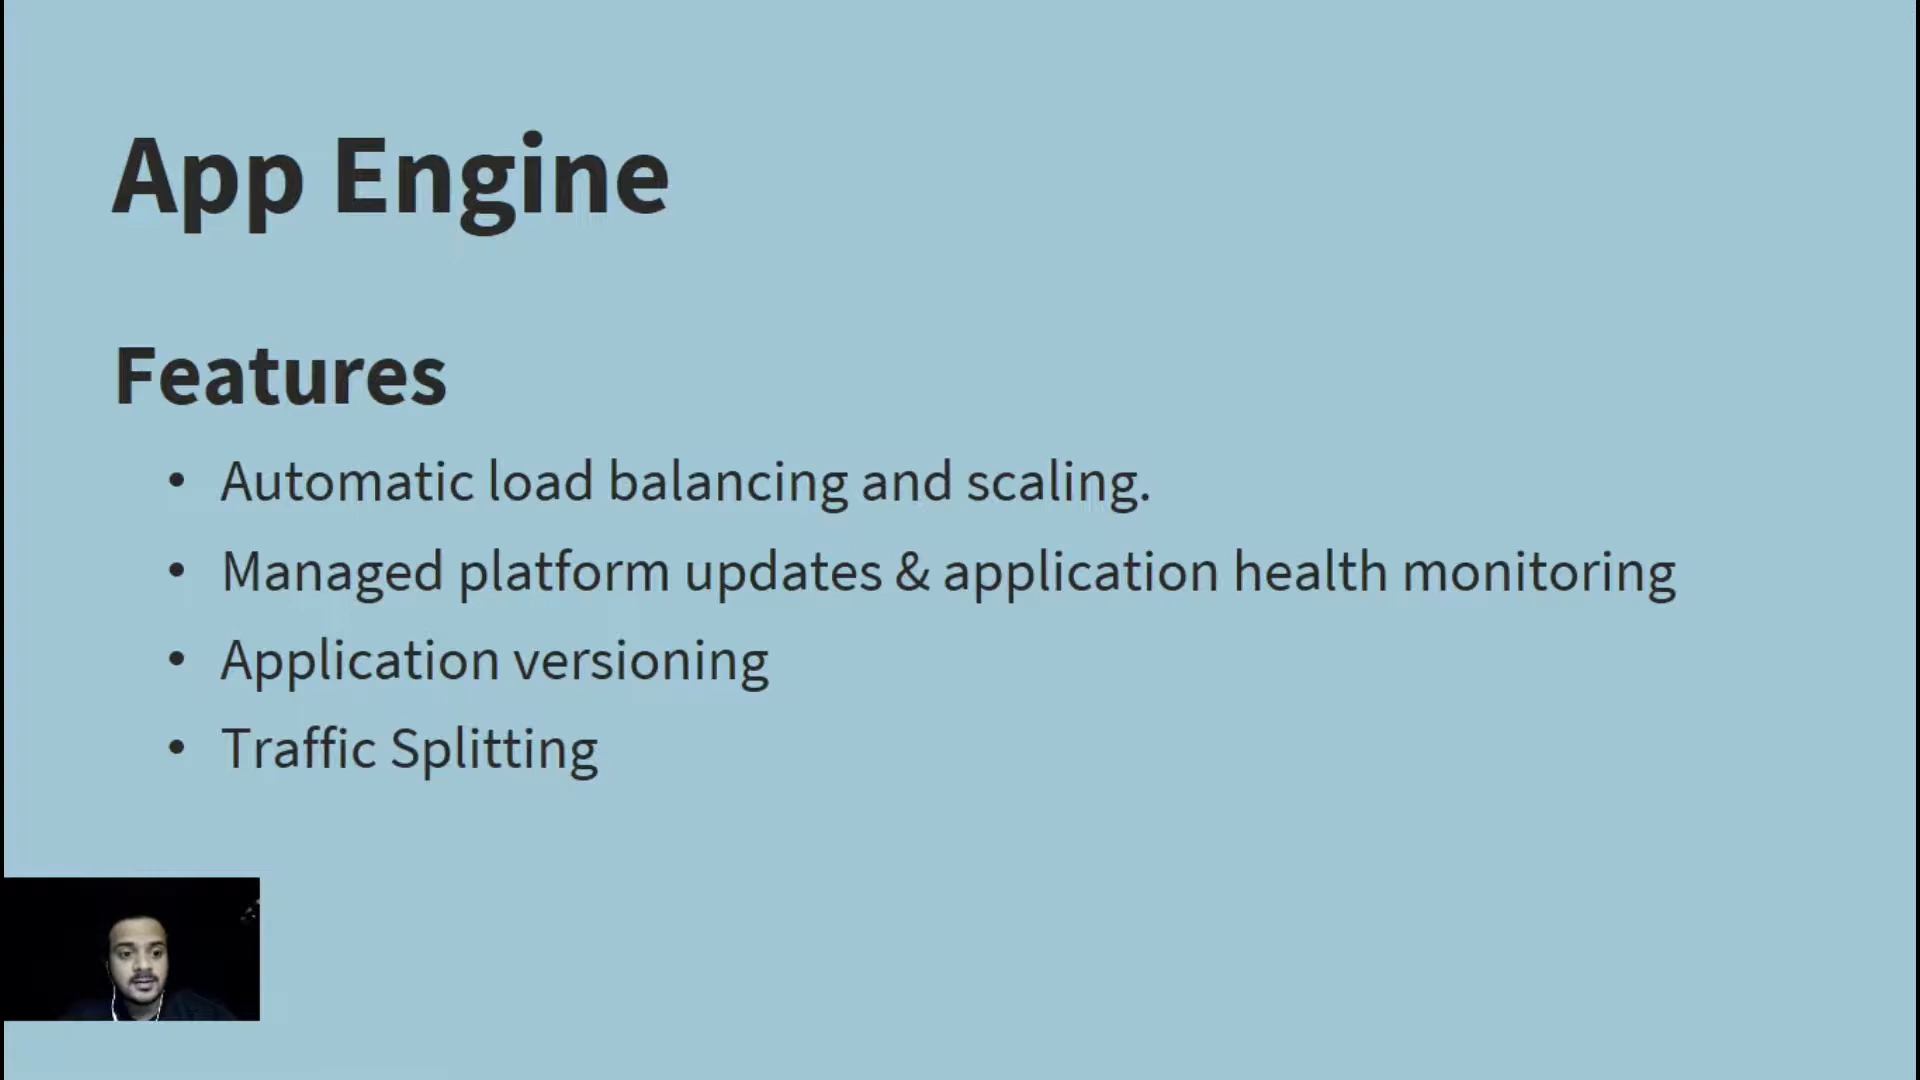 App Engine
Features
• Automatic load balancing and scaling.
• Managed platform updates & application health monitoring
• Application versioning
• Traffic Splitting